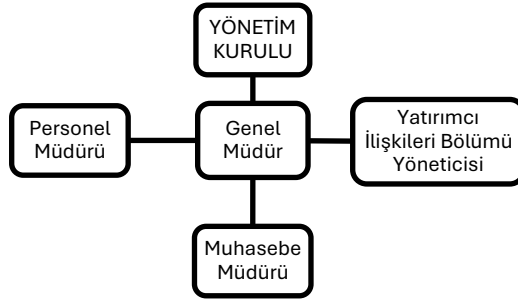 YÖNETİM
KURULU
Personel
Müdürü
Genel
Müdür
Yatırımcı
İlişkileri Bölümü
Yöneticisi
Muhasebe
Müdürü